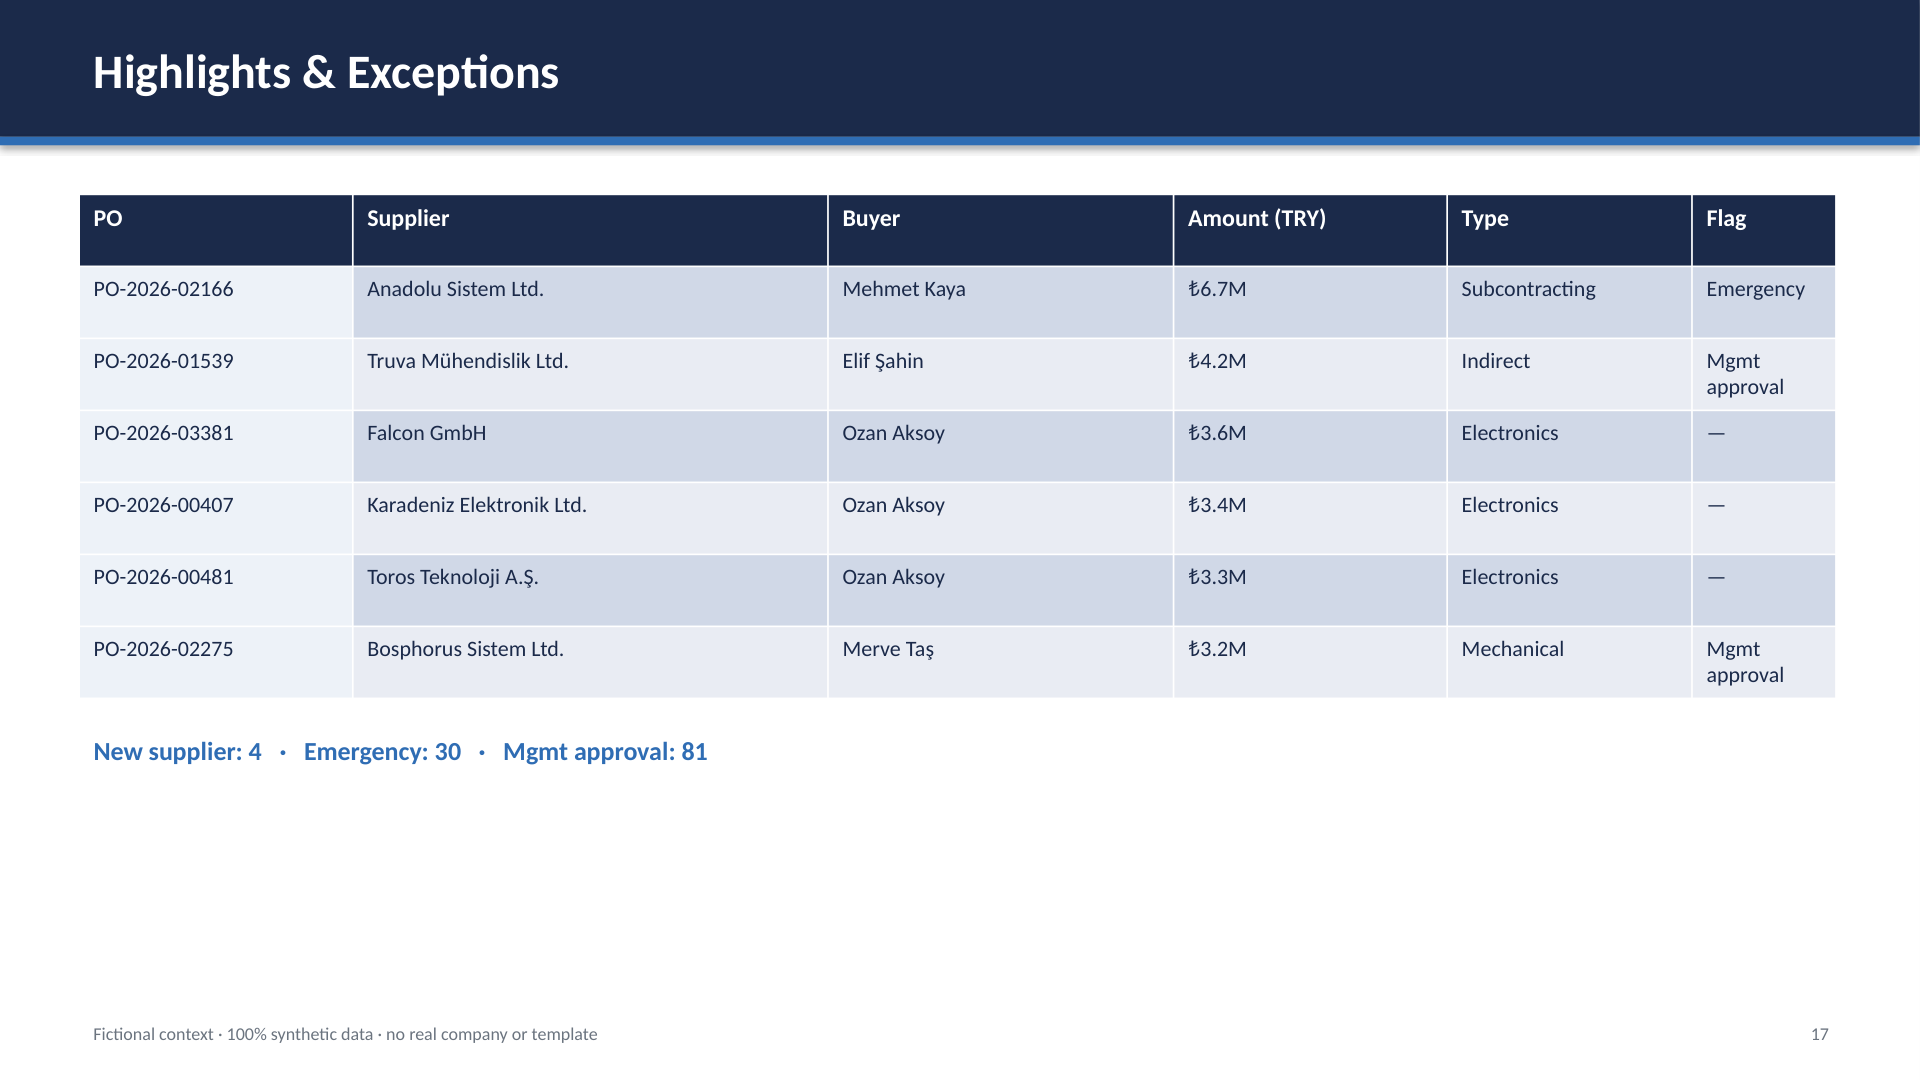 Highlights & Exceptions
PO Supplier Buyer Amount (TRY) Type Flag
PO-2026-02166 Anadolu Sistem Ltd. Mehmet Kaya ₺6.7M Subcontracting Emergency
PO-2026-01539 Truva Mühendislik Ltd. Elif Şahin ₺4.2M Indirect Mgmt
approval
PO-2026-03381 Falcon GmbH Ozan Aksoy ₺3.6M Electronics —
PO-2026-00407 Karadeniz Elektronik Ltd. Ozan Aksoy ₺3.4M Electronics —
PO-2026-00481 Toros Teknoloji A.Ş. Ozan Aksoy ₺3.3M Electronics —
PO-2026-02275 Bosphorus Sistem Ltd. Merve Taş ₺3.2M Mechanical Mgmt
approval
New supplier: 4 · Emergency: 30 · Mgmt approval: 81
Fictional context · 100% synthetic data · no real company or template 17